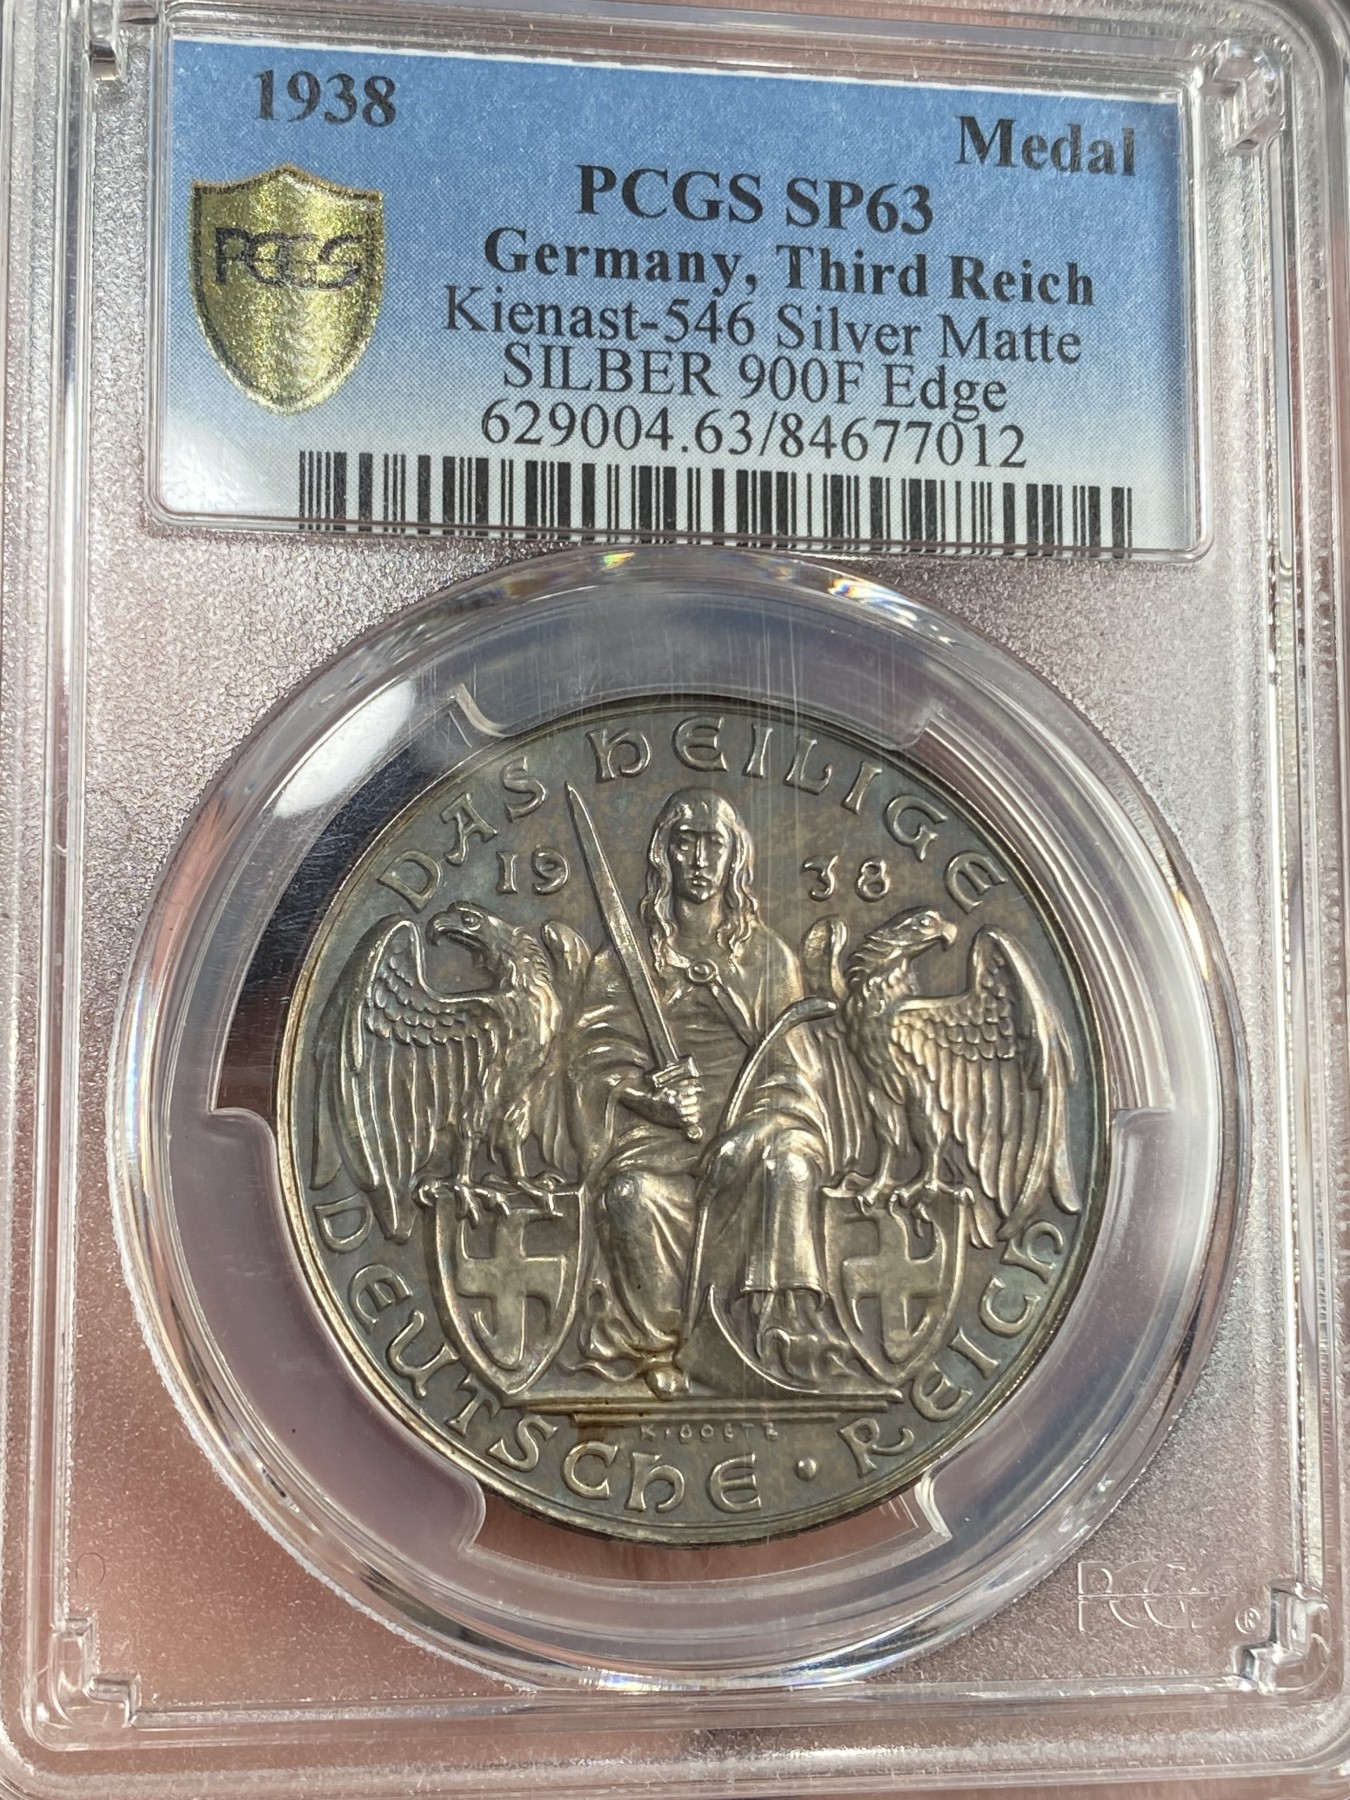 1938
Medal
PCGS SP63
PCGS
Germany, Third Reich
Kienast-546 Silver Matte
SILBER 900F Edge
629004.63/84677012
DAS HEILIGE
19 38
DEUTSCHE · REICH
K·GOETZ
PCGS®